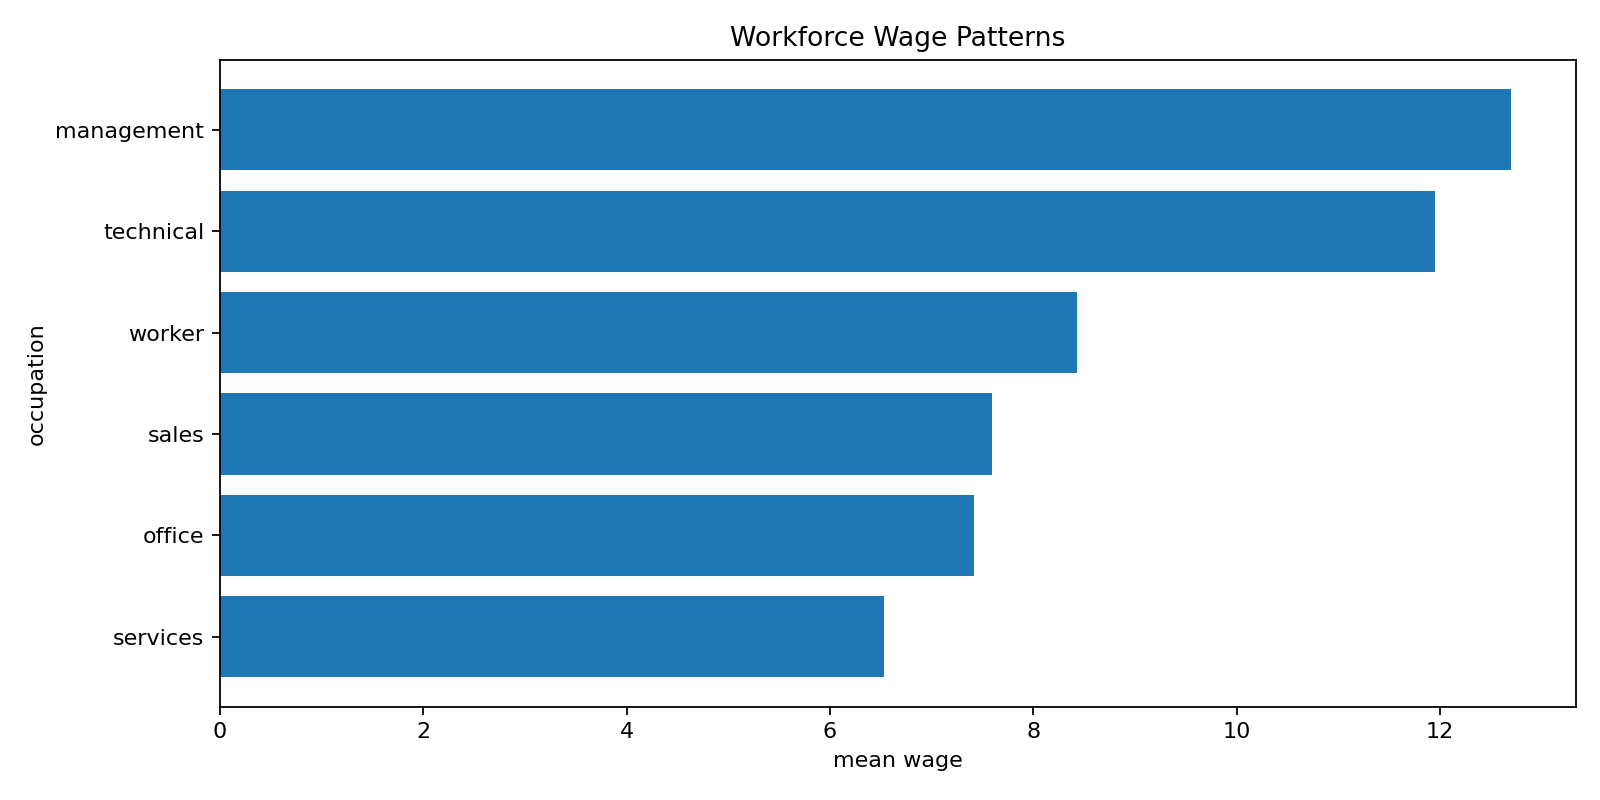 Workforce Wage Patterns
management
technical
worker
sales
office
services
occupation
0 2 4 6 8 10 12
mean wage